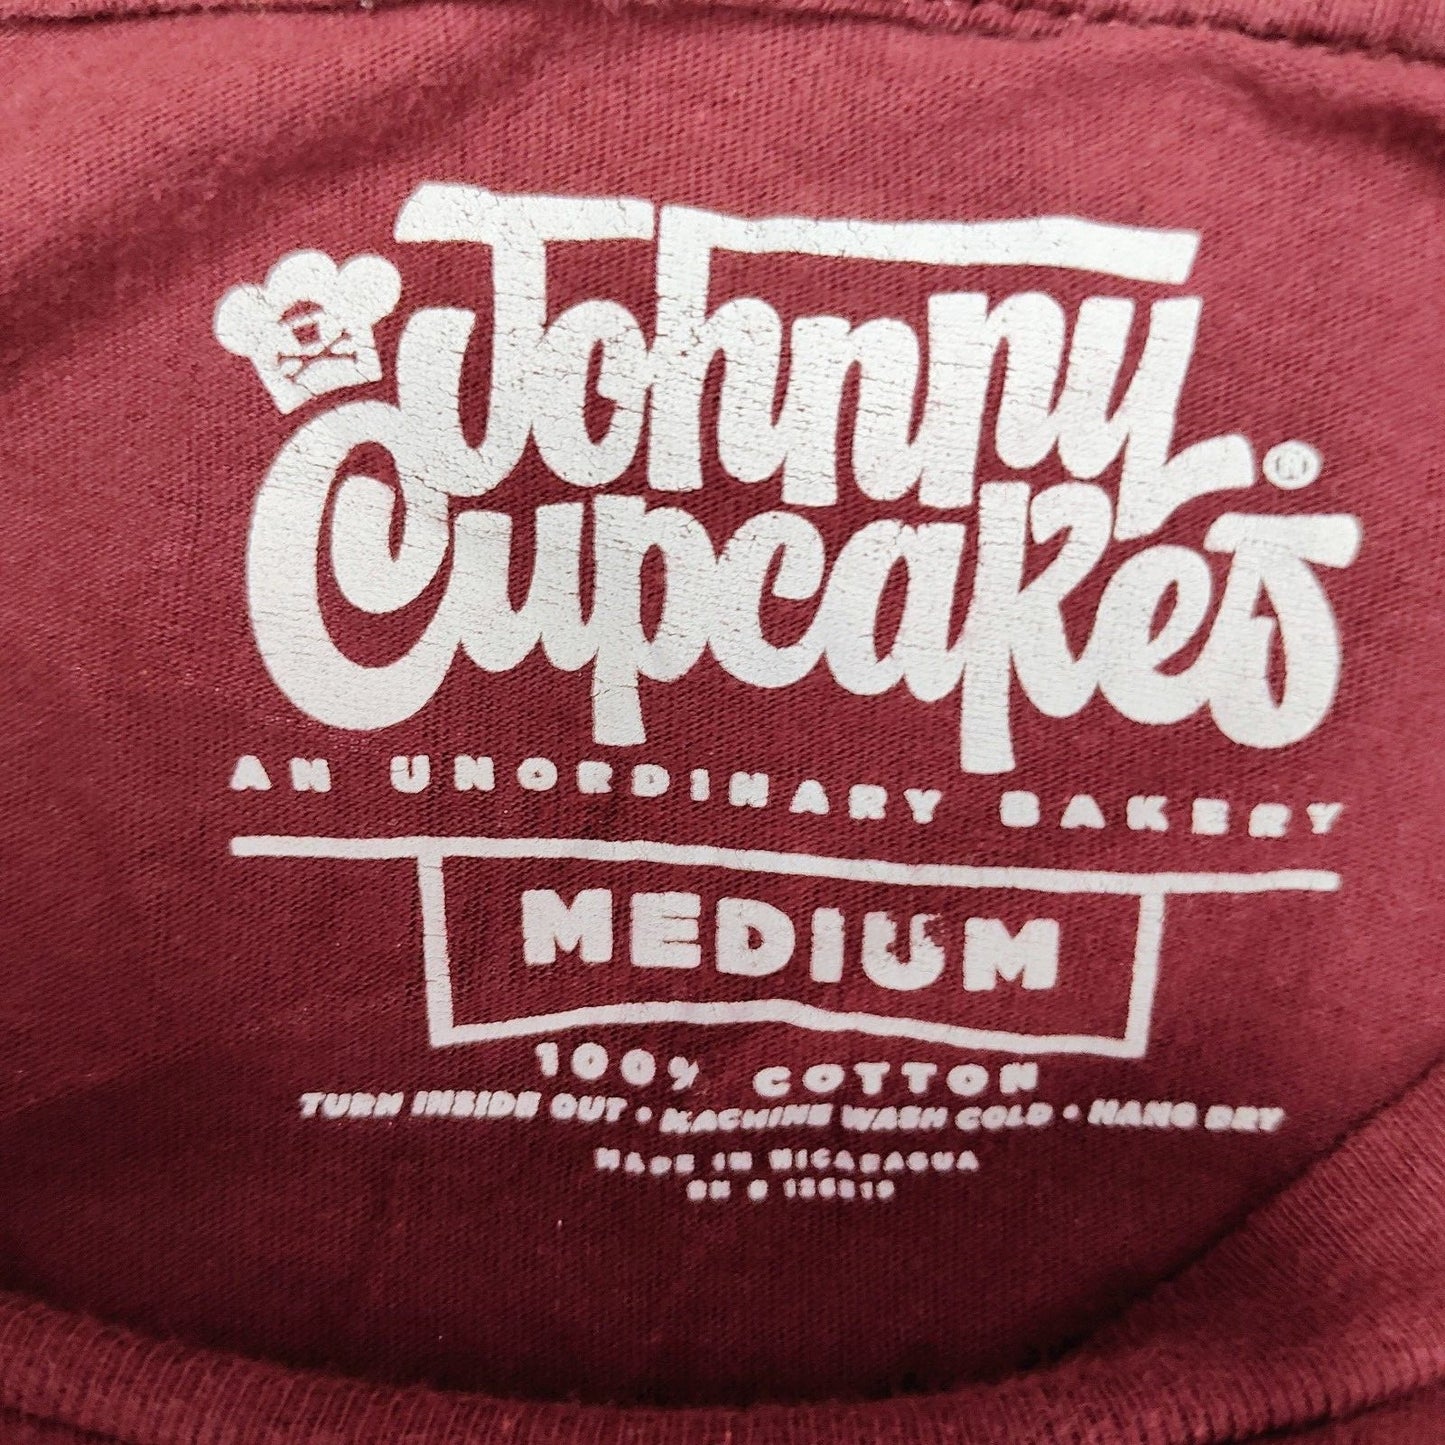 Johnny
Cupcakes®
AN UNORDINARY BAKERY
MEDIUM
100% COTTON
TURN INSIDE OUT • MACHINE WASH COLD • HANG DRY
MADE IN NICARAGUA